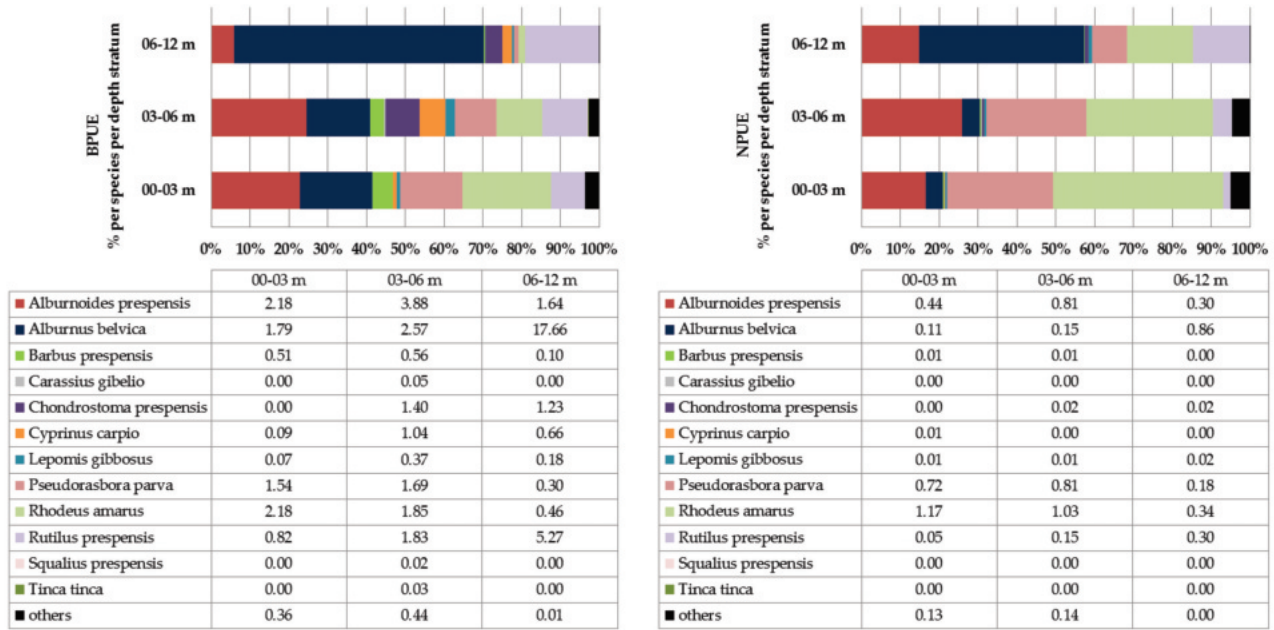 BPUE
% per species per depth stratum
06-12 m
03-06 m
00-03 m
0% 10% 20% 30% 40% 50% 60% 70% 80% 90% 100%
00-03 m 03-06 m 06-12 m
Alburnoides prespensis 2.18 3.88 1.64
Alburnus belvica 1.79 2.57 17.66
Barbus prespensis 0.51 0.56 0.10
Carassius gibelio 0.00 0.05 0.00
Chondrostoma prespensis 0.00 1.40 1.23
Cyprinus carpio 0.09 1.04 0.66
Lepomis gibbosus 0.07 0.37 0.18
Pseudorasbora parva 1.54 1.69 0.30
Rhodeus amarus 2.18 1.85 0.46
Rutilus prespensis 0.82 1.83 5.27
Squalius prespensis 0.00 0.02 0.00
Tinca tinca 0.00 0.03 0.00
others 0.36 0.44 0.01
NPUE
% per species per depth stratum
06-12 m
03-06 m
00-03 m
0% 10% 20% 30% 40% 50% 60% 70% 80% 90% 100%
00-03 m 03-06 m 06-12 m
Alburnoides prespensis 0.44 0.81 0.30
Alburnus belvica 0.11 0.15 0.86
Barbus prespensis 0.01 0.01 0.00
Carassius gibelio 0.00 0.00 0.00
Chondrostoma prespensis 0.00 0.02 0.02
Cyprinus carpio 0.01 0.00 0.00
Lepomis gibbosus 0.01 0.01 0.02
Pseudorasbora parva 0.72 0.81 0.18
Rhodeus amarus 1.17 1.03 0.34
Rutilus prespensis 0.05 0.15 0.30
Squalius prespensis 0.00 0.00 0.00
Tinca tinca 0.00 0.00 0.00
others 0.13 0.14 0.00